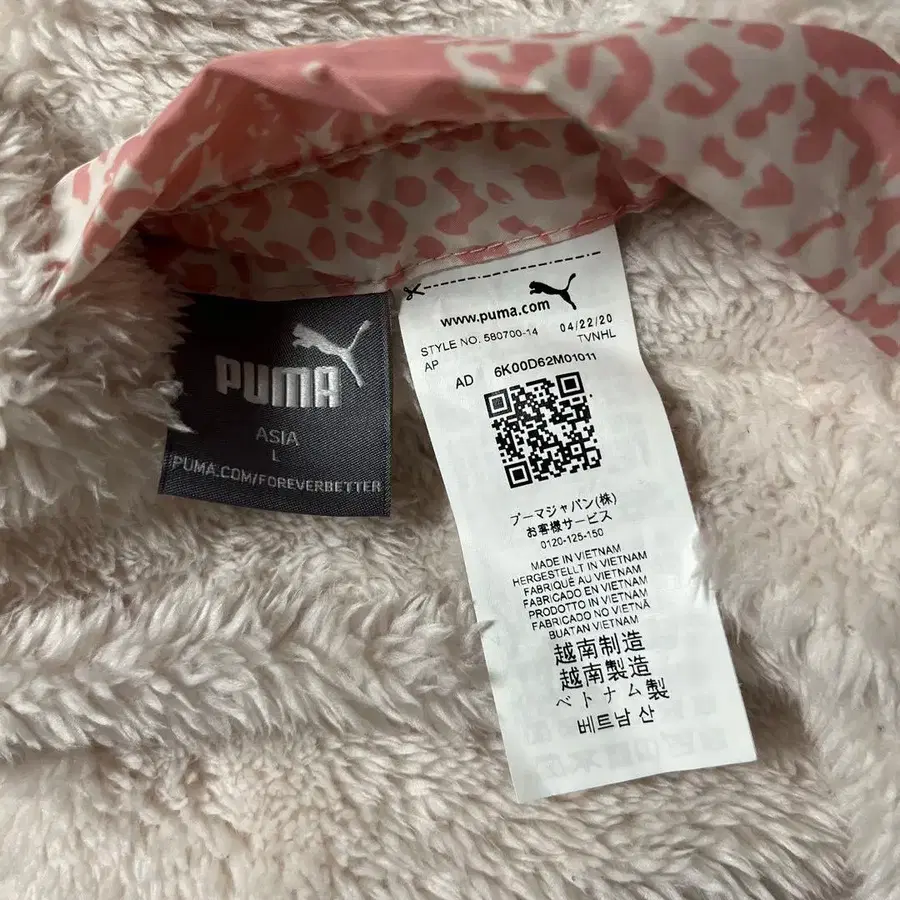 PUMA
ASIA
L
PUMA.COM/FOREVERBETTER
www.puma.com
STYLE NO. 580700-14 04/22/20
AP TVNHL
AD 6K00D62M01011
プーマジャパン(株)
お客様サービス
0120-125-150
MADE IN VIETNAM
HERGESTELLT IN VIETNAM
FABRIQUÉ AU VIETNAM
FABRICADO EN VIETNAM
PRODOTTO IN VIETNAM
FABRICADO NO VIETNÃ
BUATAN VIETNAM
越南制造
越南製造
ベトナム製
베트남 산